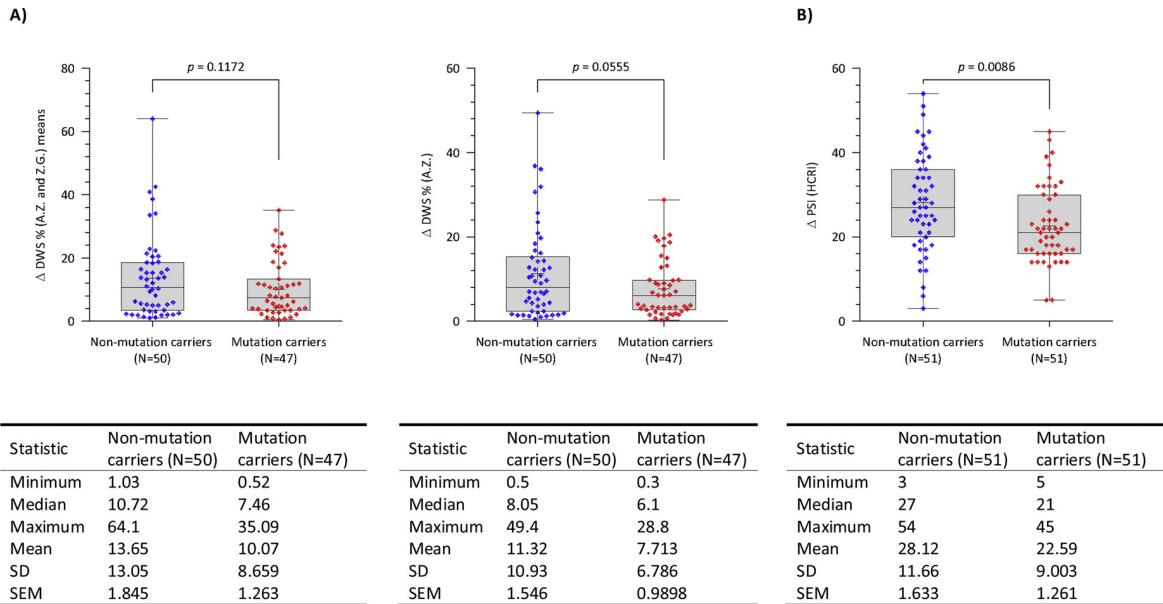 A)
B)
Δ DWS % (A.Z. and Z.G.) means
80
60
40
20
0
p = 0.1172
Non-mutation carriers
(N=50)
Mutation carriers
(N=47)
Δ DWS % (A.Z.)
60
40
20
0
p = 0.0555
Non-mutation carriers
(N=50)
Mutation carriers
(N=47)
Δ PSI (HCRI)
60
40
20
0
p = 0.0086
Non-mutation carriers
(N=51)
Mutation carriers
(N=51)
Statistic Non-mutation carriers (N=50) Mutation carriers (N=47)
Minimum 1.03 0.52
Median 10.72 7.46
Maximum 64.1 35.09
Mean 13.65 10.07
SD 13.05 8.659
SEM 1.845 1.263
Statistic Non-mutation carriers (N=50) Mutation carriers (N=47)
Minimum 0.5 0.3
Median 8.05 6.1
Maximum 49.4 28.8
Mean 11.32 7.713
SD 10.93 6.786
SEM 1.546 0.9898
Statistic Non-mutation carriers (N=51) Mutation carriers (N=51)
Minimum 3 5
Median 27 21
Maximum 54 45
Mean 28.12 22.59
SD 11.66 9.003
SEM 1.633 1.261